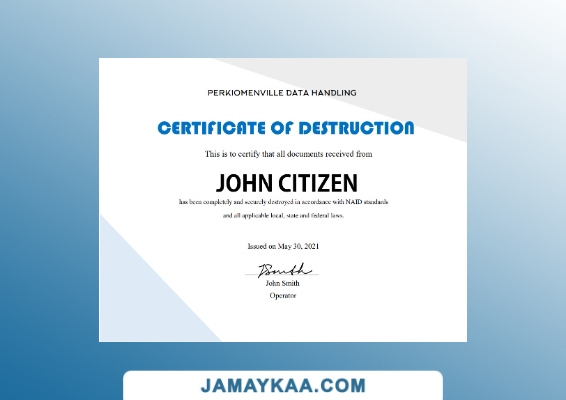 PERKIOMENVILLE DATA HANDLING
CERTIFICATE OF DESTRUCTION
This is to certify that all documents received from
JOHN CITIZEN
has been completely and securely destroyed in accordance with NAID standards
and all applicable local, state and federal laws.
Issued on May 30, 2021
JSmith
John Smith
Operator
JAMAYKAA.COM